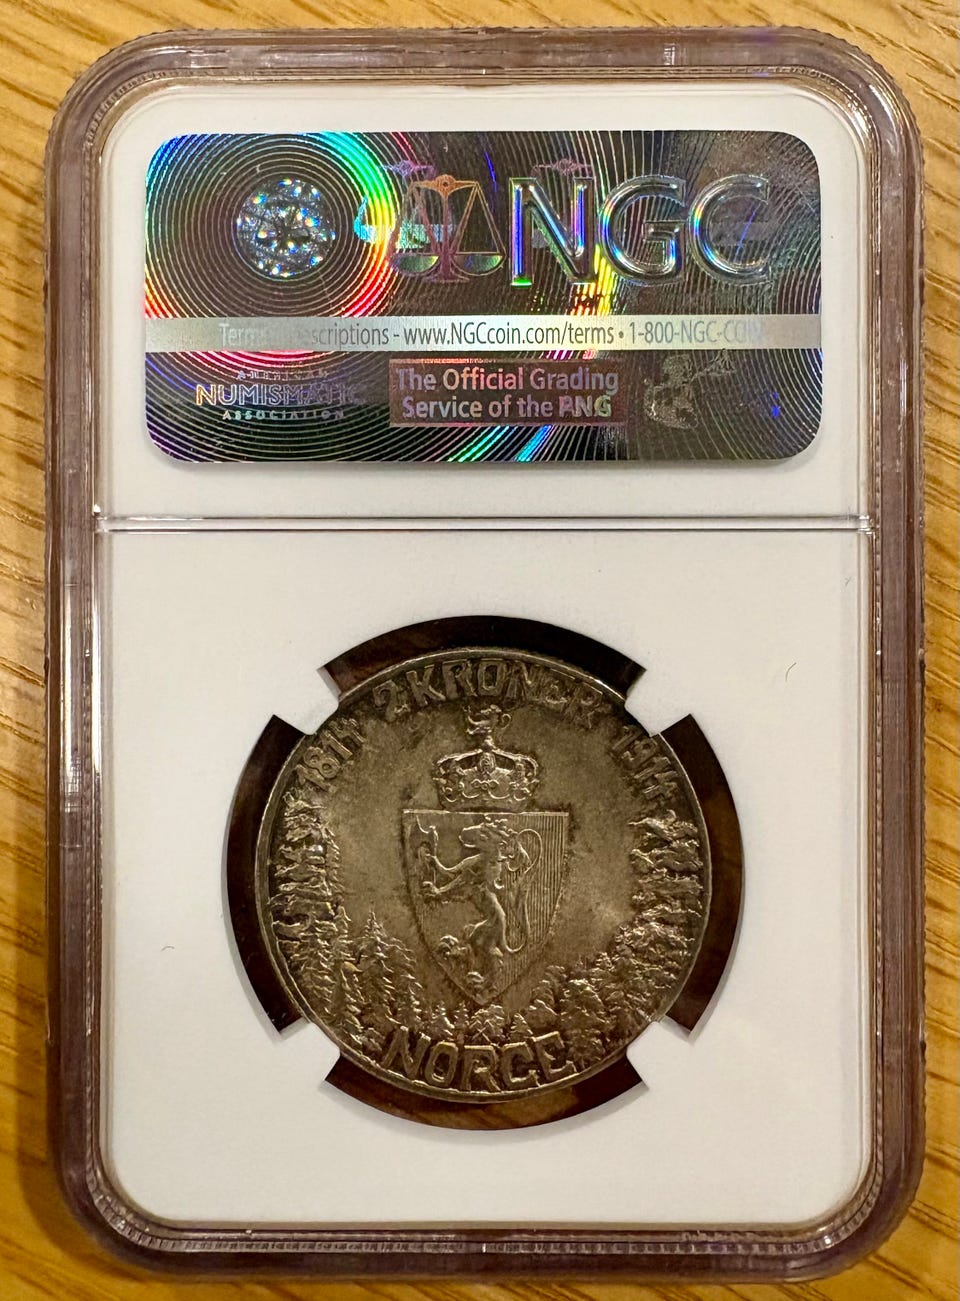 NGC
Terms Descriptions - www.NGCcoin.com/terms • 1-800-NGC-COIN
AMERICAN
NUMISMATIC
ASSOCIATION
The Official Grading
Service of the PNG
2 KRONER
1814 1914
NORGE